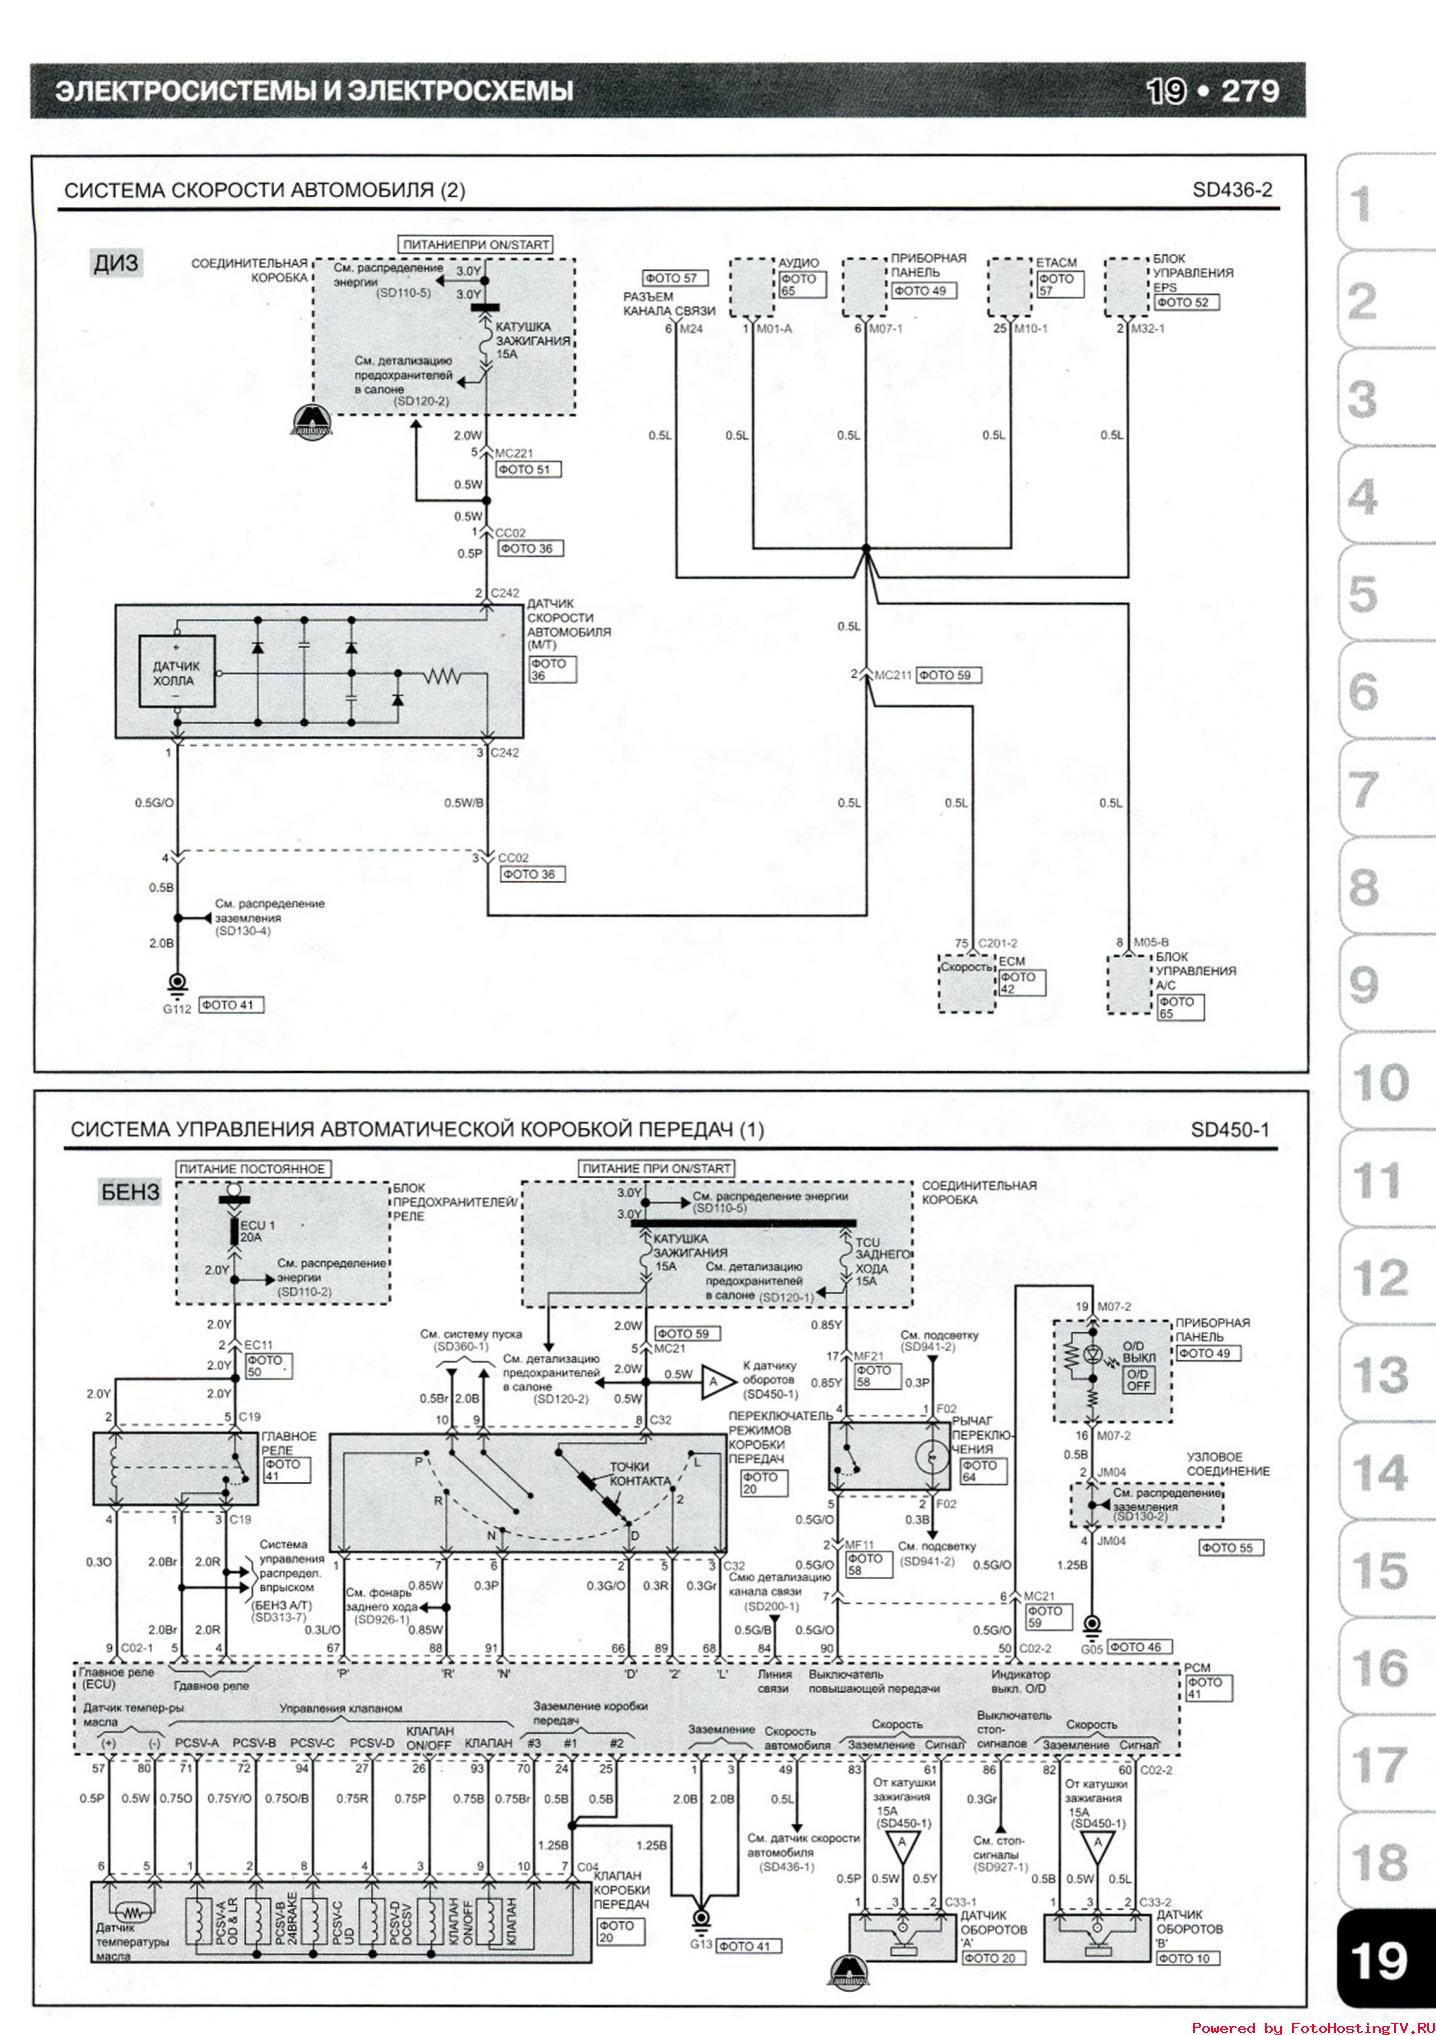 ЭЛЕКТРОСИСТЕМЫ И ЭЛЕКТРОСХЕМЫ
19 • 279
СИСТЕМА СКОРОСТИ АВТОМОБИЛЯ (2)
SD436-2
ДИЗ
ПИТАНИЕПРИ ON/START
СОЕДИНИТЕЛЬНАЯ
КОРОБКА
См. распределение
энергии
(SD110-5)
3.0Y
3.0Y
КАТУШКА
ЗАЖИГАНИЯ
15A
См. детализацию
предохранителей
в салоне
(SD120-2)
2.0W
5
MC221
ФОТО 51
0.5W
0.5W
1
CC02
ФОТО 36
0.5P
2
C242
ДАТЧИК
СКОРОСТИ
АВТОМОБИЛЯ
(М/Т)
ФОТО
36
+
ДАТЧИК
ХОЛЛА
–
1
3
C242
0.5G/O
0.5W/B
4
3
CC02
ФОТО 36
0.5B
См. распределение
заземления
(SD130-4)
2.0B
G112
ФОТО 41
ФОТО 57
РАЗЪЕМ
КАНАЛА СВЯЗИ
6
M24
АУДИО
ФОТО
65
1
M01-A
ПРИБОРНАЯ
ПАНЕЛЬ
ФОТО 49
6
M07-1
ETACM
ФОТО
57
25
M10-1
БЛОК
УПРАВЛЕНИЯ
EPS
ФОТО 52
2
M32-1
0.5L
0.5L
0.5L
0.5L
0.5L
0.5L
2
MC211
ФОТО 59
0.5L
0.5L
0.5L
75
C201-2
Скорость
ECM
ФОТО
42
8
M05-B
БЛОК
УПРАВЛЕНИЯ
A/C
ФОТО
65
СИСТЕМА УПРАВЛЕНИЯ АВТОМАТИЧЕСКОЙ КОРОБКОЙ ПЕРЕДАЧ (1)
SD450-1
БЕНЗ
ПИТАНИЕ ПОСТОЯННОЕ
БЛОК
ПРЕДОХРАНИТЕЛЕЙ/
РЕЛЕ
ECU 1
20A
2.0Y
См. распределение
энергии
(SD110-2)
2.0Y
2
EC11
ФОТО
50
2.0Y
2.0Y
2.0Y
2
5
C19
ГЛАВНОЕ
РЕЛЕ
ФОТО
41
4
1
3
C19
0.3O
2.0Br
2.0R
Система
управления
распредел.
впрыском
(БЕНЗ А/Т)
(SD313-7)
2.0Br
2.0R
ПИТАНИЕ ПРИ ON/START
СОЕДИНИТЕЛЬНАЯ
КОРОБКА
3.0Y
3.0Y
См. распределение энергии
(SD110-5)
КАТУШКА
ЗАЖИГАНИЯ
15A
TCU
ЗАДНЕГО
ХОДА
15A
См. детализацию
предохранителей
в салоне (SD120-1)
2.0W
ФОТО 59
5
MC21
2.0W
0.5W
A
К датчику
оборотов
(SD450-1)
См. систему пуска
(SD360-1)
См. детализацию
предохранителей
в салоне
(SD120-2)
0.5W
0.5Br
2.0B
10
9
8
C32
ПЕРЕКЛЮЧАТЕЛЬ
РЕЖИМОВ
КОРОБКИ
ПЕРЕДАЧ
ФОТО
20
P
R
N
D
2
L
ТОЧКИ
КОНТАКТА
1
7
6
2
5
3
C32
0.85W
0.3P
0.3G/O
0.3R
0.3Gr
См. фонарь
заднего хода
(SD926-1)
0.3L/O
0.85W
0.85Y
17
MF21
ФОТО
58
0.85Y
См. подсветку
(SD941-2)
0.3P
4
1
F02
РЫЧАГ
ПЕРЕКЛЮ-
ЧЕНИЯ
ФОТО
64
5
2
F02
0.5G/O
0.3B
См. подсветку
(SD941-2)
2
MF11
ФОТО
58
0.5G/O
Смю детализацию
канала связи
(SD200-1)
0.5G/B
7
0.5G/O
0.5G/O
6
MC21
ФОТО
59
0.5G/O
19
M07-2
ПРИБОРНАЯ
ПАНЕЛЬ
ФОТО 49
O/D
ВЫКЛ
O/D
OFF
16
M07-2
0.5B
УЗЛОВОЕ
СОЕДИНЕНИЕ
2
JM04
См. распределение
заземления
(SD130-2)
4
JM04
ФОТО 55
1.25B
G05
ФОТО 46
9
C02-1
5
4
67
88
91
66
89
68
84
90
50
C02-2
Главное реле
(ECU)
Гдавное реле
'P'
'R'
'N'
'D'
'2'
'L'
Линия
связи
Выключатель
повышающей передачи
Индикатор
выкл. O/D
PCM
ФОТО
41
Датчик темпер-ры
масла
(+)
(-)
Управления клапаном
PCSV-A
PCSV-B
PCSV-C
PCSV-D
КЛАПАН
ON/OFF
КЛАПАН
Заземление коробки
передач
#3
#1
#2
Заземление
Скорость
автомобиля
Скорость
Заземление
Сигнал
Выключатель
стоп-
сигналов
Скорость
Заземление
Сигнал
57
80
71
72
94
27
26
93
70
24
25
1
3
49
83
61
86
82
60
C02-2
0.5P
0.5W
0.75O
0.75Y/O
0.75O/B
0.75R
0.75P
0.75B
0.75Br
0.5B
0.5B
2.0B
2.0B
0.5L
От катушки
зажигания
15A
(SD450-1)
A
0.3Gr
От катушки
зажигания
15A
(SD450-1)
A
См. датчик скорости
автомобиля
(SD436-1)
См. стоп-
сигналы
(SD927-1)
1.25B
1.25B
0.5P
0.5W
0.5Y
0.5B
0.5W
0.5L
6
5
1
2
8
4
3
9
10
7
C04
КЛАПАН
КОРОБКИ
ПЕРЕДАЧ
ФОТО
20
Датчик
температуры
масла
PCSV-A
OD & LR
PCSV-B
24BRAKE
PCSV-C
UD
PCSV-D
DCCSV
КЛАПАН
ON/OFF
КЛАПАН
G13
ФОТО 41
1
3
2
C33-1
ДАТЧИК
ОБОРОТОВ
'A'
ФОТО 20
1
3
2
C33-2
ДАТЧИК
ОБОРОТОВ
'B'
ФОТО 10
1
2
3
4
5
6
7
8
9
10
11
12
13
14
15
16
17
18
19
Powered by FotoHostingTV.RU